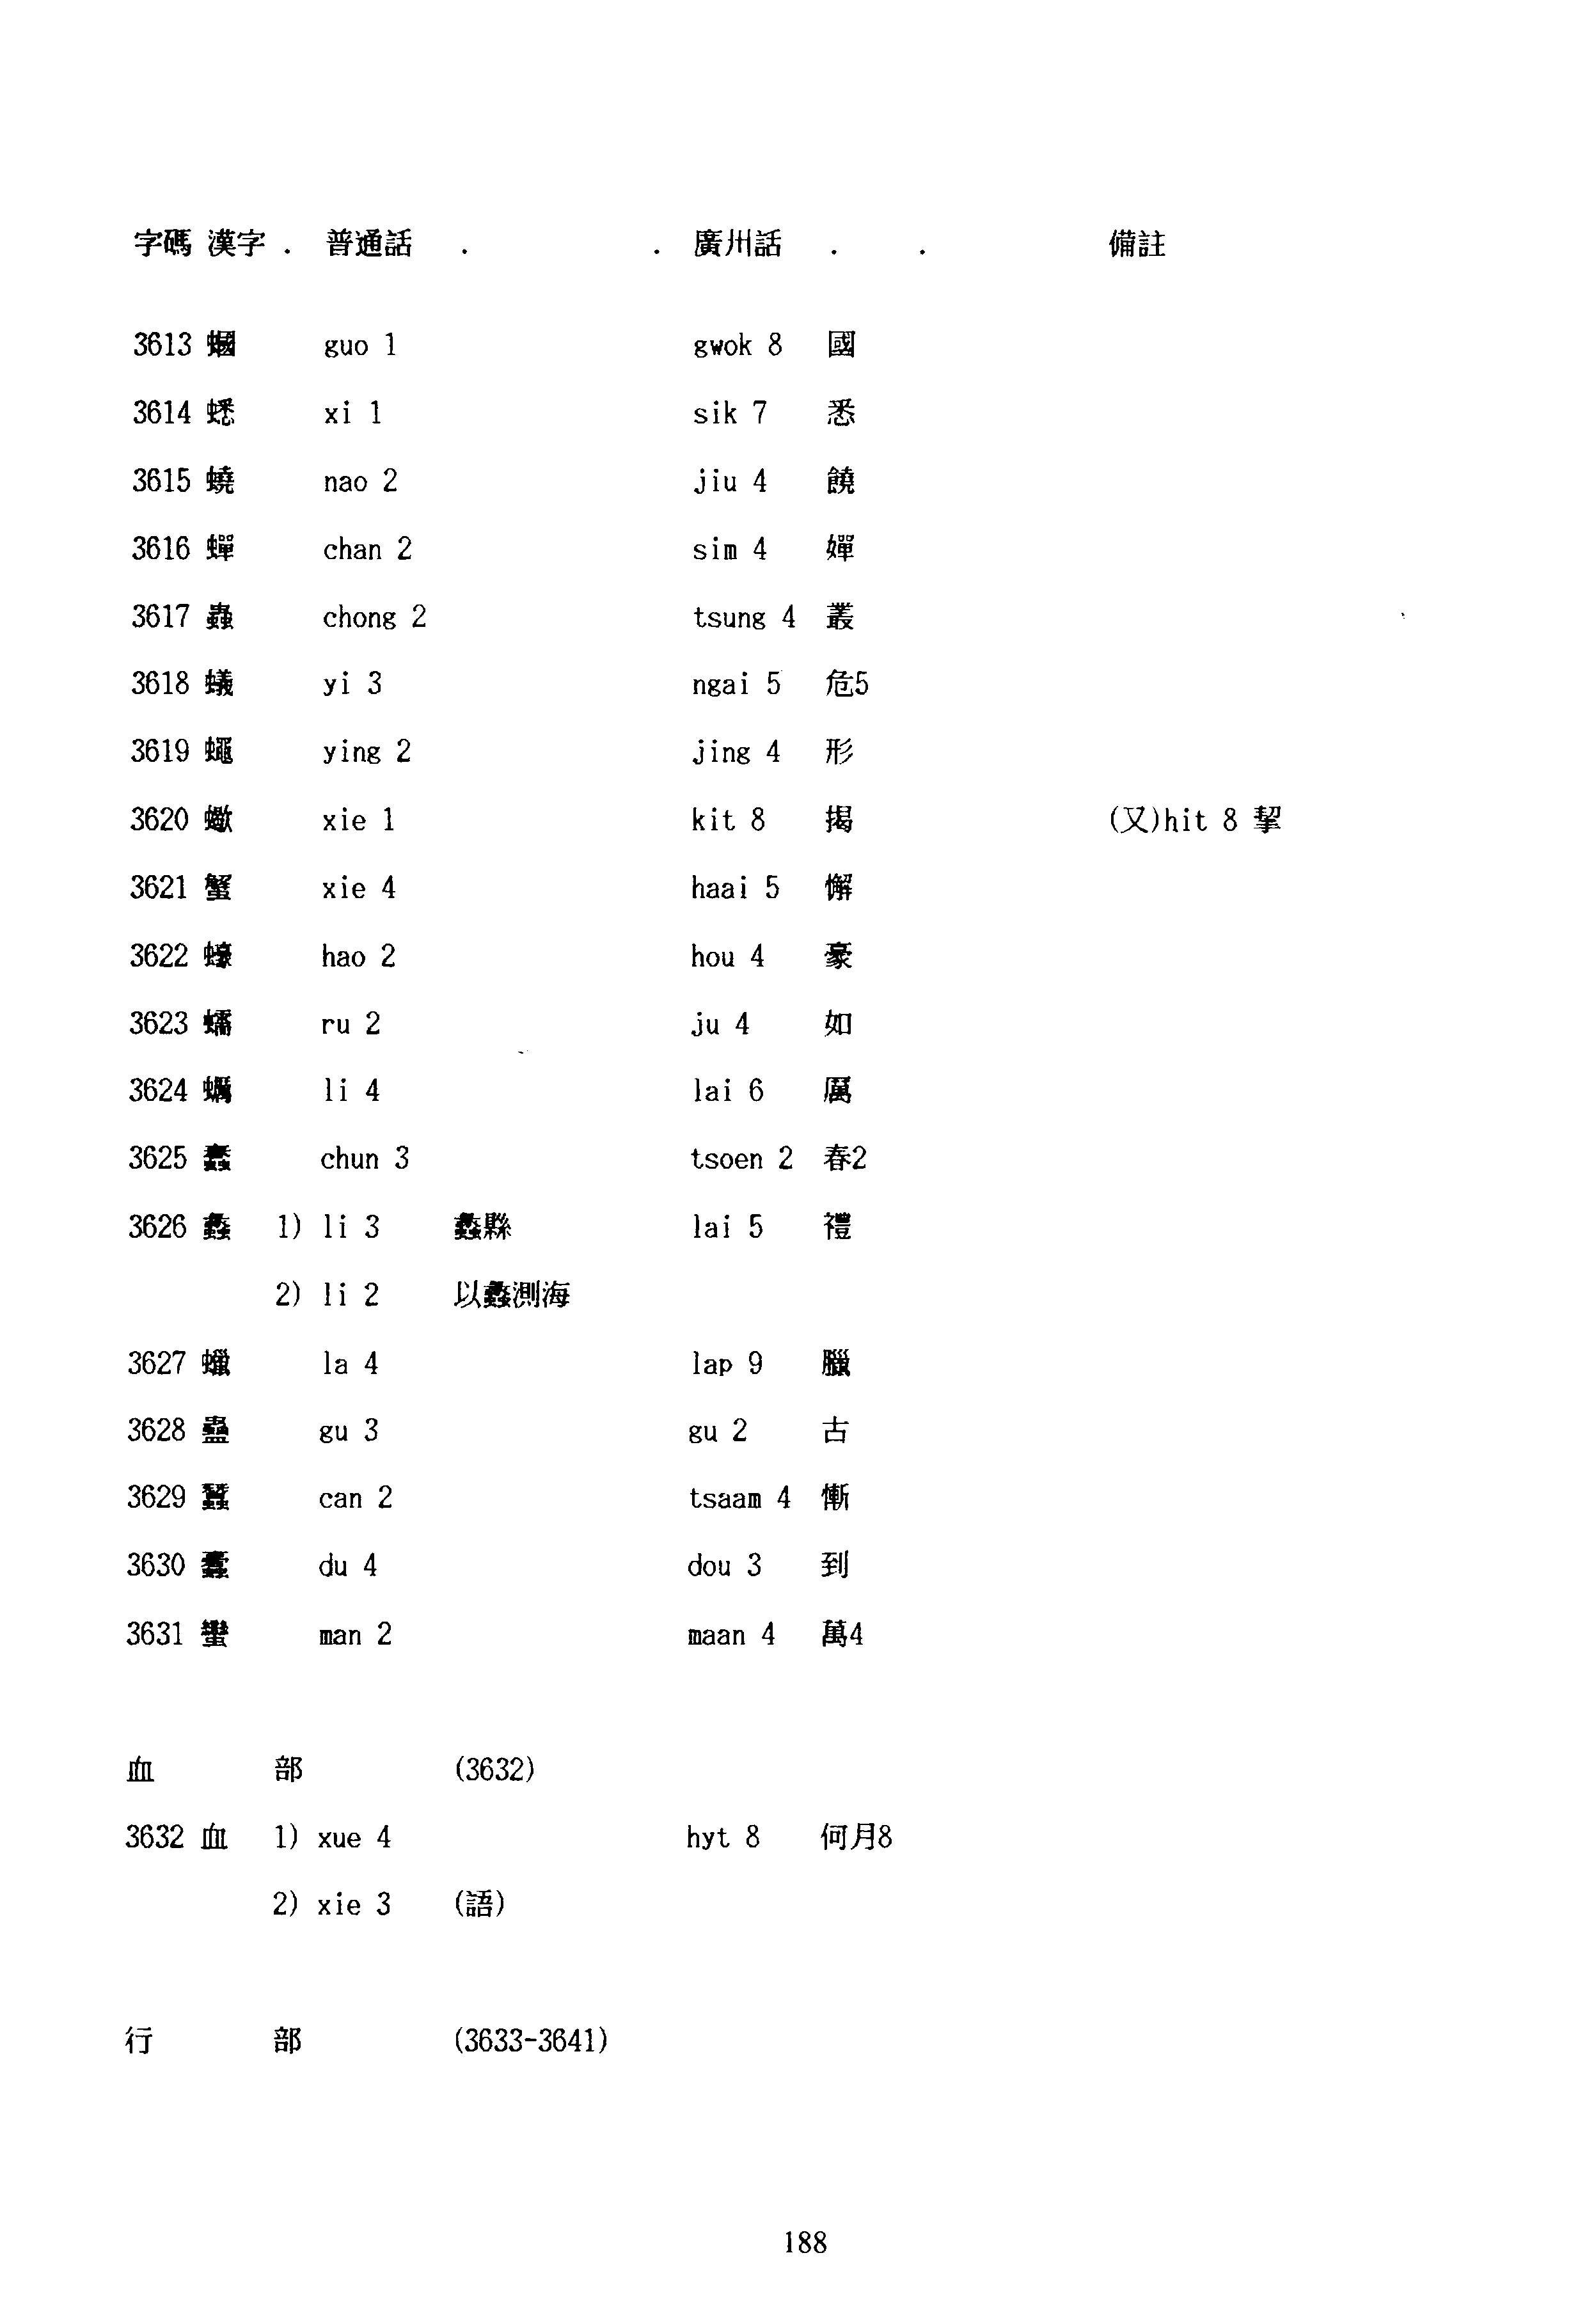 字碼 漢字 . 普通話 . . 廣州話 . . 備註
3613 蟈 guo 1 gwok 8 國
3614 蟋 xi 1 sik 7 悉
3615 蟯 nao 2 jiu 4 饒
3616 蟬 chan 2 sim 4 嬋
3617 蟲 chong 2 tsung 4 叢
3618 蟻 yi 3 ngai 5 危5
3619 蠅 ying 2 jing 4 形
3620 蠍 xie 1 kit 8 揭 (又)hit 8 挈
3621 蟹 xie 4 haai 5 懈
3622 蠔 hao 2 hou 4 豪
3623 蠕 ru 2 ju 4 如
3624 蠣 li 4 lai 6 厲
3625 蠢 chun 3 tsoen 2 春2
3626 蠡 1) li 3 蠡縣 lai 5 禮
2) li 2 以蠡測海
3627 蠟 la 4 lap 9 臘
3628 蠱 gu 3 gu 2 古
3629 蠶 can 2 tsaam 4 慚
3630 蠹 du 4 dou 3 到
3631 蠻 man 2 maan 4 萬4
血 部 (3632)
3632 血 1) xue 4 hyt 8 何月8
2) xie 3 (語)
行 部 (3633-3641)
188